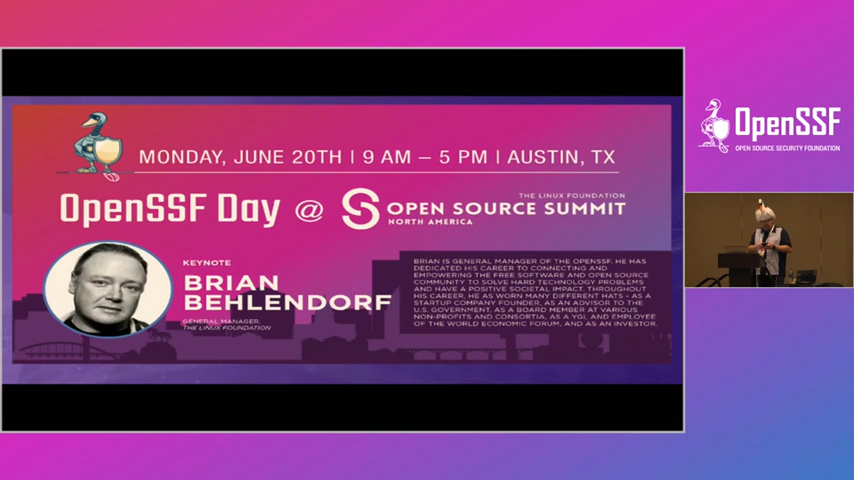 MONDAY, JUNE 20TH | 9 AM – 5 PM | AUSTIN, TX
OpenSSF Day @
THE LINUX FOUNDATION
OPEN SOURCE SUMMIT
NORTH AMERICA
KEYNOTE
BRIAN
BEHLENDORF
GENERAL MANAGER,
THE LINUX FOUNDATION
BRIAN IS GENERAL MANAGER OF THE OPENSSF. HE HAS
DEDICATED HIS CAREER TO CONNECTING AND
EMPOWERING THE FREE SOFTWARE AND OPEN SOURCE
COMMUNITY TO SOLVE HARD TECHNOLOGY PROBLEMS
AND HAVE A POSITIVE SOCIETAL IMPACT. THROUGHOUT
HIS CAREER, HE AS WORN MANY DIFFERENT HATS - AS A
STARTUP COMPANY FOUNDER, AS AN ADVISOR TO THE
U.S. GOVERNMENT, AS A BOARD MEMBER AT VARIOUS
NON-PROFITS AND CONSORTIA, AS A YGL AND EMPLOYEE
OF THE WORLD ECONOMIC FORUM, AND AS AN INVESTOR.
OpenSSF
OPEN SOURCE SECURITY FOUNDATION